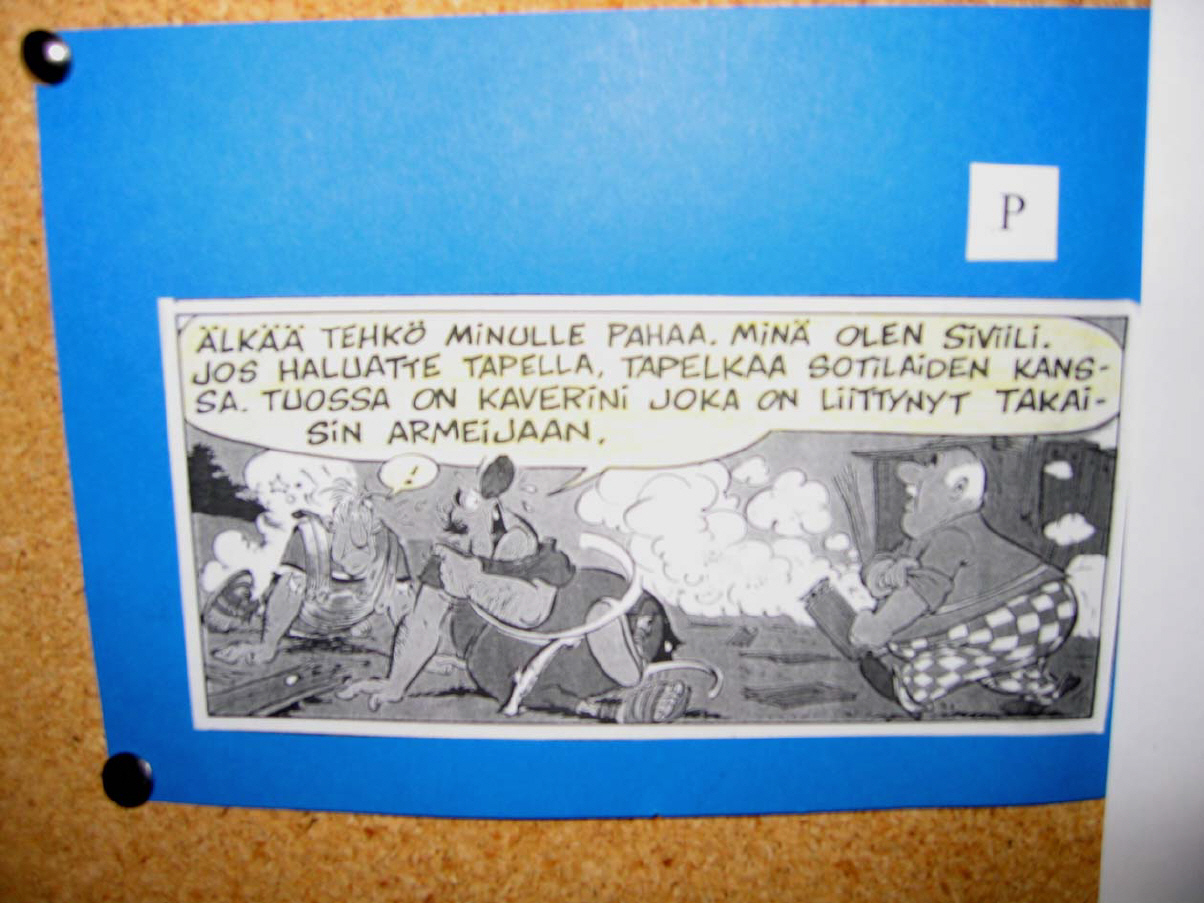 P
ÄLKÄÄ TEHKÖ MINULLE PAHAA. MINÄ OLEN SIVIILI.
JOS HALUATTE TAPELLA, TAPELKAA SOTILAIDEN KANS-
SA. TUOSSA ON KAVERINI JOKA ON LIITTYNYT TAKAI-
SIN ARMEIJAAN.
!